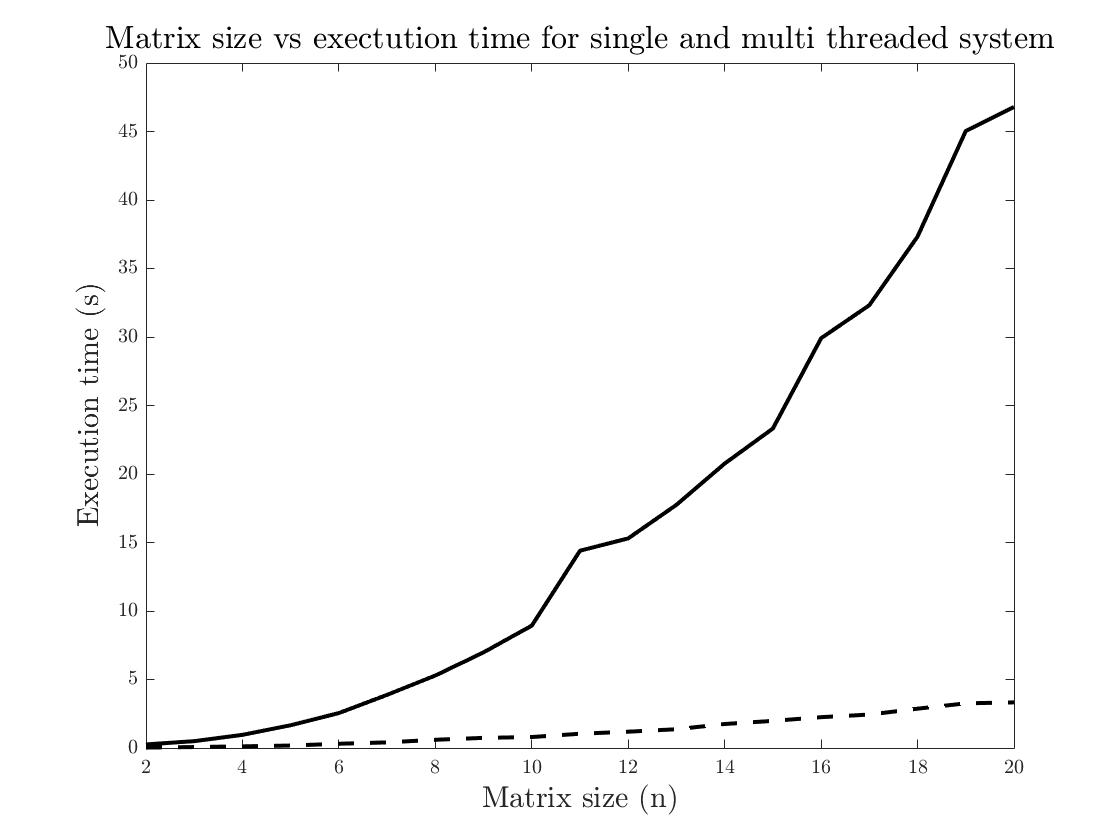 Matrix size vs exectution time for single and multi threaded system
50
45
40
35
30
25
20
15
10
5
0
Execution time (s)
2 4 6 8 10 12 14 16 18 20
Matrix size (n)